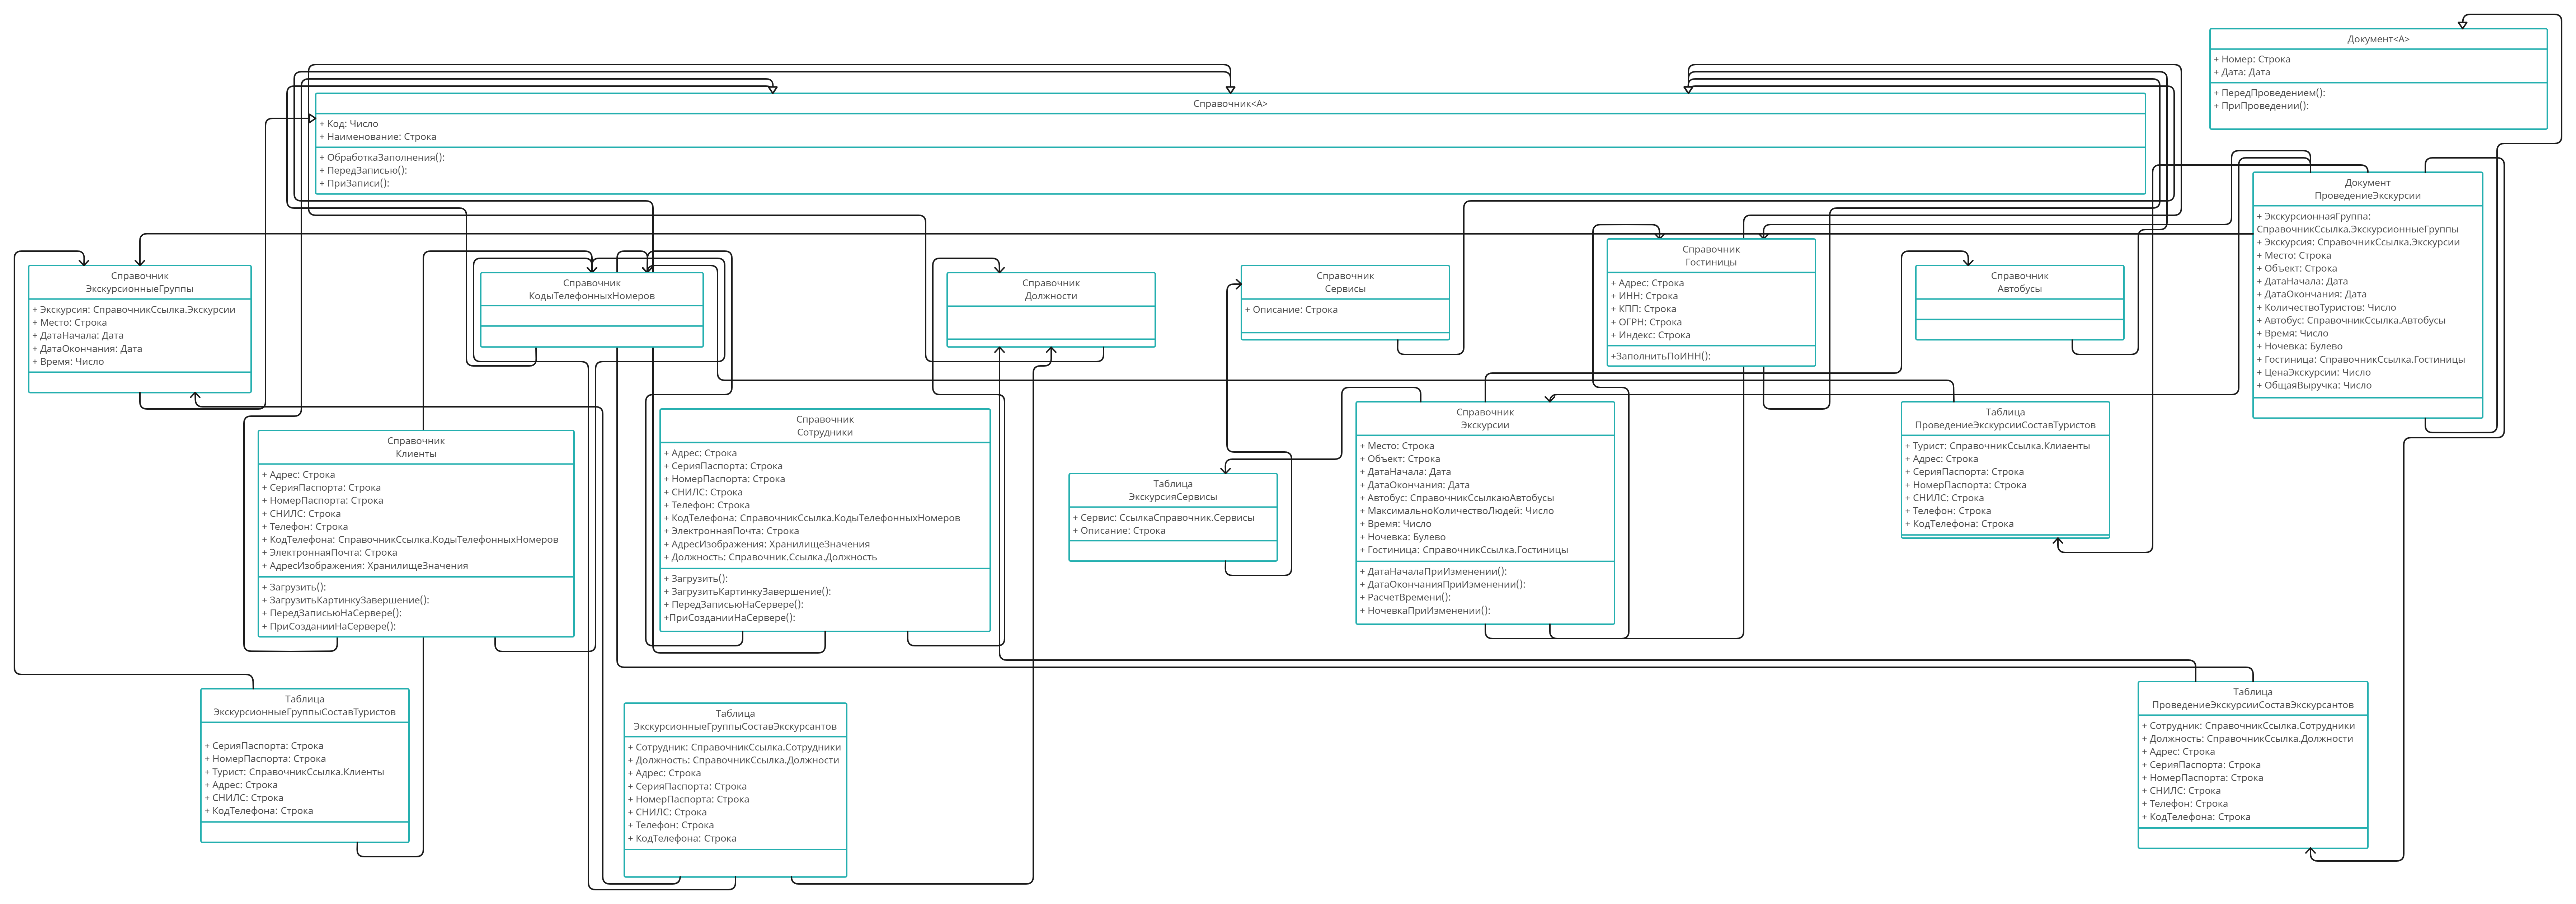 Документ<A>
+ Номер: Строка
+ Дата: Дата
+ ПередПроведением():
+ ПриПроведении():
Справочник<A>
+ Код: Число
+ Наименование: Строка
+ ОбработкаЗаполнения():
+ ПередЗаписью():
+ ПриЗаписи():
Документ
ПроведениеЭкскурсии
+ ЭкскурсионнаяГруппа:
СправочникСсылка.ЭкскурсионныеГруппы
+ Экскурсия: СправочникСсылка.Экскурсии
+ Место: Строка
+ Объект: Строка
+ ДатаНачала: Дата
+ ДатаОкончания: Дата
+ КоличествоТуристов: Число
+ Автобус: СправочникСсылка.Автобусы
+ Время: Число
+ Ночевка: Булево
+ Гостиница: СправочникСсылка.Гостиницы
+ ЦенаЭкскурсии: Число
+ ОбщаяВыручка: Число
Справочник
ЭкскурсионныеГруппы
+ Экскурсия: СправочникСсылка.Экскурсии
+ Место: Строка
+ ДатаНачала: Дата
+ ДатаОкончания: Дата
+ Время: Число
Справочник
КодыТелефонныхНомеров
Справочник
Должности
Справочник
Сервисы
+ Описание: Строка
Справочник
Гостиницы
+ Адрес: Строка
+ ИНН: Строка
+ КПП: Строка
+ ОГРН: Строка
+ Индекс: Строка
+ЗаполнитьПоИНН():
Справочник
Автобусы
Справочник
Клиенты
+ Адрес: Строка
+ СерияПаспорта: Строка
+ НомерПаспорта: Строка
+ СНИЛС: Строка
+ Телефон: Строка
+ КодТелефона: СправочникСсылка.КодыТелефонныхНомеров
+ ЭлектроннаяПочта: Строка
+ АдресИзображения: ХранилищеЗначения
+ Загрузить():
+ ЗагрузитьКартинкуЗавершение():
+ ПередЗаписьюНаСервере():
+ ПриСозданииНаСервере():
Справочник
Сотрудники
+ Адрес: Строка
+ СерияПаспорта: Строка
+ НомерПаспорта: Строка
+ СНИЛС: Строка
+ Телефон: Строка
+ КодТелефона: СправочникСсылка.КодыТелефонныхНомеров
+ ЭлектроннаяПочта: Строка
+ АдресИзображения: ХранилищеЗначения
+ Должность: Справочник.Ссылка.Должность
+ Загрузить():
+ ЗагрузитьКартинкуЗавершение():
+ ПередЗаписьюНаСервере():
+ПриСозданииНаСервере():
Таблица
ЭкскурсияСервисы
+ Сервис: СсылкаСправочник.Сервисы
+ Описание: Строка
Справочник
Экскурсии
+ Место: Строка
+ Объект: Строка
+ ДатаНачала: Дата
+ ДатаОкончания: Дата
+ Автобус: СправочникСсылкаюАвтобусы
+ МаксимальноКоличествоЛюдей: Число
+ Время: Число
+ Ночевка: Булево
+ Гостиница: СправочникСсылка.Гостиницы
+ ДатаНачалаПриИзменении():
+ ДатаОкончанияПриИзменении():
+ РасчетВремени():
+ НочевкаПриИзменении():
Таблица
ПроведениеЭкскурсииСоставТуристов
+ Турист: СправочникСсылка.Клиаенты
+ Адрес: Строка
+ СерияПаспорта: Строка
+ НомерПаспорта: Строка
+ СНИЛС: Строка
+ Телефон: Строка
+ КодТелефона: Строка
Таблица
ЭкскурсионныеГруппыСоставТуристов
+ СерияПаспорта: Строка
+ НомерПаспорта: Строка
+ Турист: СправочникСсылка.Клиенты
+ Адрес: Строка
+ СНИЛС: Строка
+ КодТелефона: Строка
Таблица
ЭкскурсионныеГруппыСоставЭкскурсантов
+ Сотрудник: СправочникСсылка.Сотрудники
+ Должность: СправочникСсылка.Должности
+ Адрес: Строка
+ СерияПаспорта: Строка
+ НомерПаспорта: Строка
+ СНИЛС: Строка
+ Телефон: Строка
+ КодТелефона: Строка
Таблица
ПроведениеЭкскурсииСоставЭкскурсантов
+ Сотрудник: СправочникСсылка.Сотрудники
+ Должность: СправочникСсылка.Должности
+ Адрес: Строка
+ СерияПаспорта: Строка
+ НомерПаспорта: Строка
+ СНИЛС: Строка
+ Телефон: Строка
+ КодТелефона: Строка